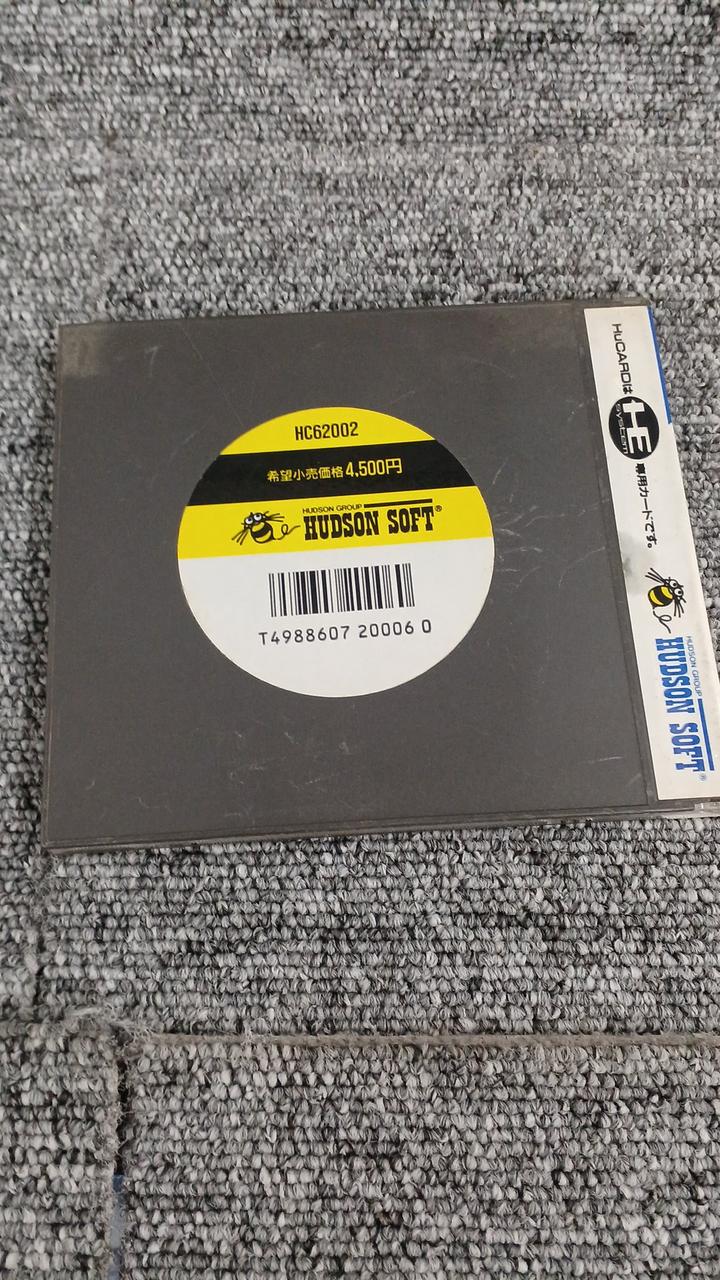 HC62002
希望小売価格4,500円
HUDSON GROUP
HUDSON SOFT®
T4988607 20006 0
HuCARDは
HE
SYSTEM
専用カードです。
HUDSON GROUP
HUDSON SOFT®